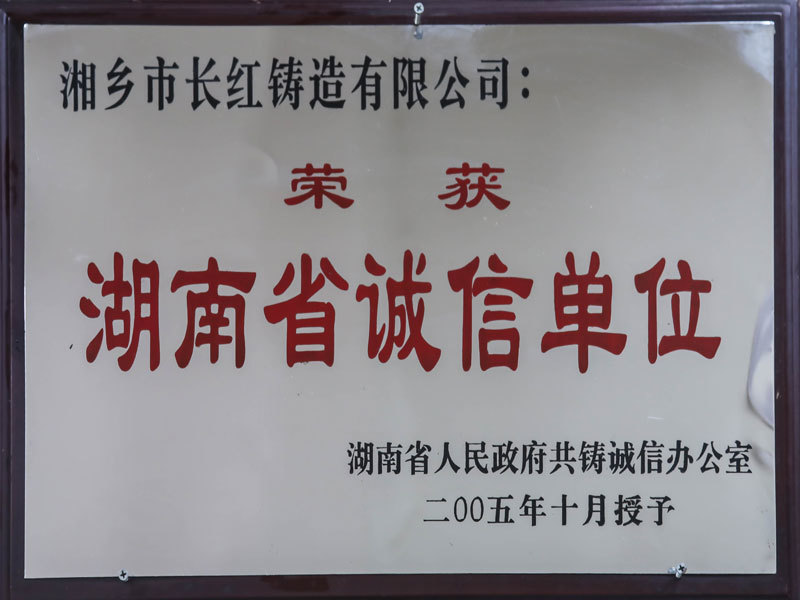 湘乡市长红铸造有限公司：
荣获
湖南省诚信单位
湖南省人民政府共铸诚信办公室
二00五年十月授予